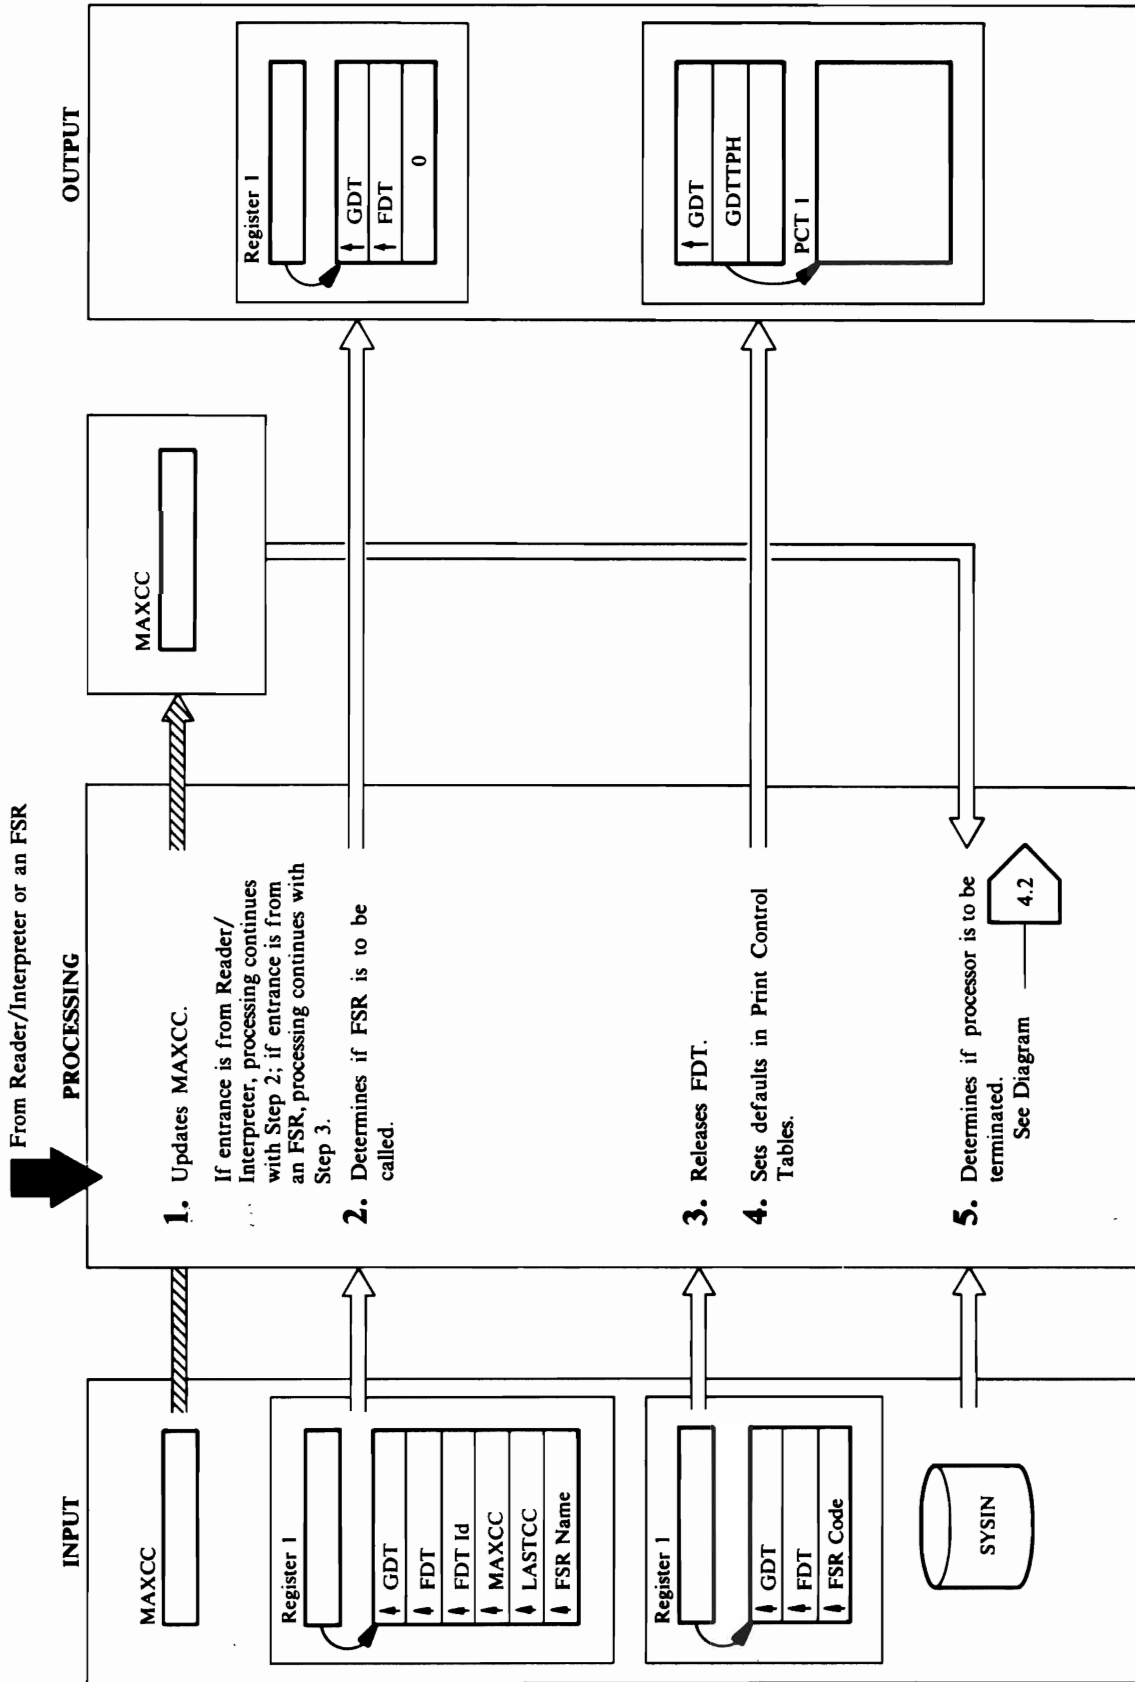 From Reader/Interpreter or an FSR
INPUT
PROCESSING
OUTPUT
MAXCC
1. Updates MAXCC.
If entrance is from Reader/
Interpreter, processing continues
with Step 2; if entrance is from
an FSR, processing continues with
Step 3.
MAXCC
Register 1
GDT
FDT
FDT Id
MAXCC
LASTCC
FSR Name
2. Determines if FSR is to be
called.
Register 1
GDT
FDT
0
Register 1
GDT
FDT
FSR Code
3. Releases FDT.
4. Sets defaults in Print Control
Tables.
GDT
GDTTPH
PCT 1
SYSIN
5. Determines if processor is to be
terminated.
See Diagram
4.2